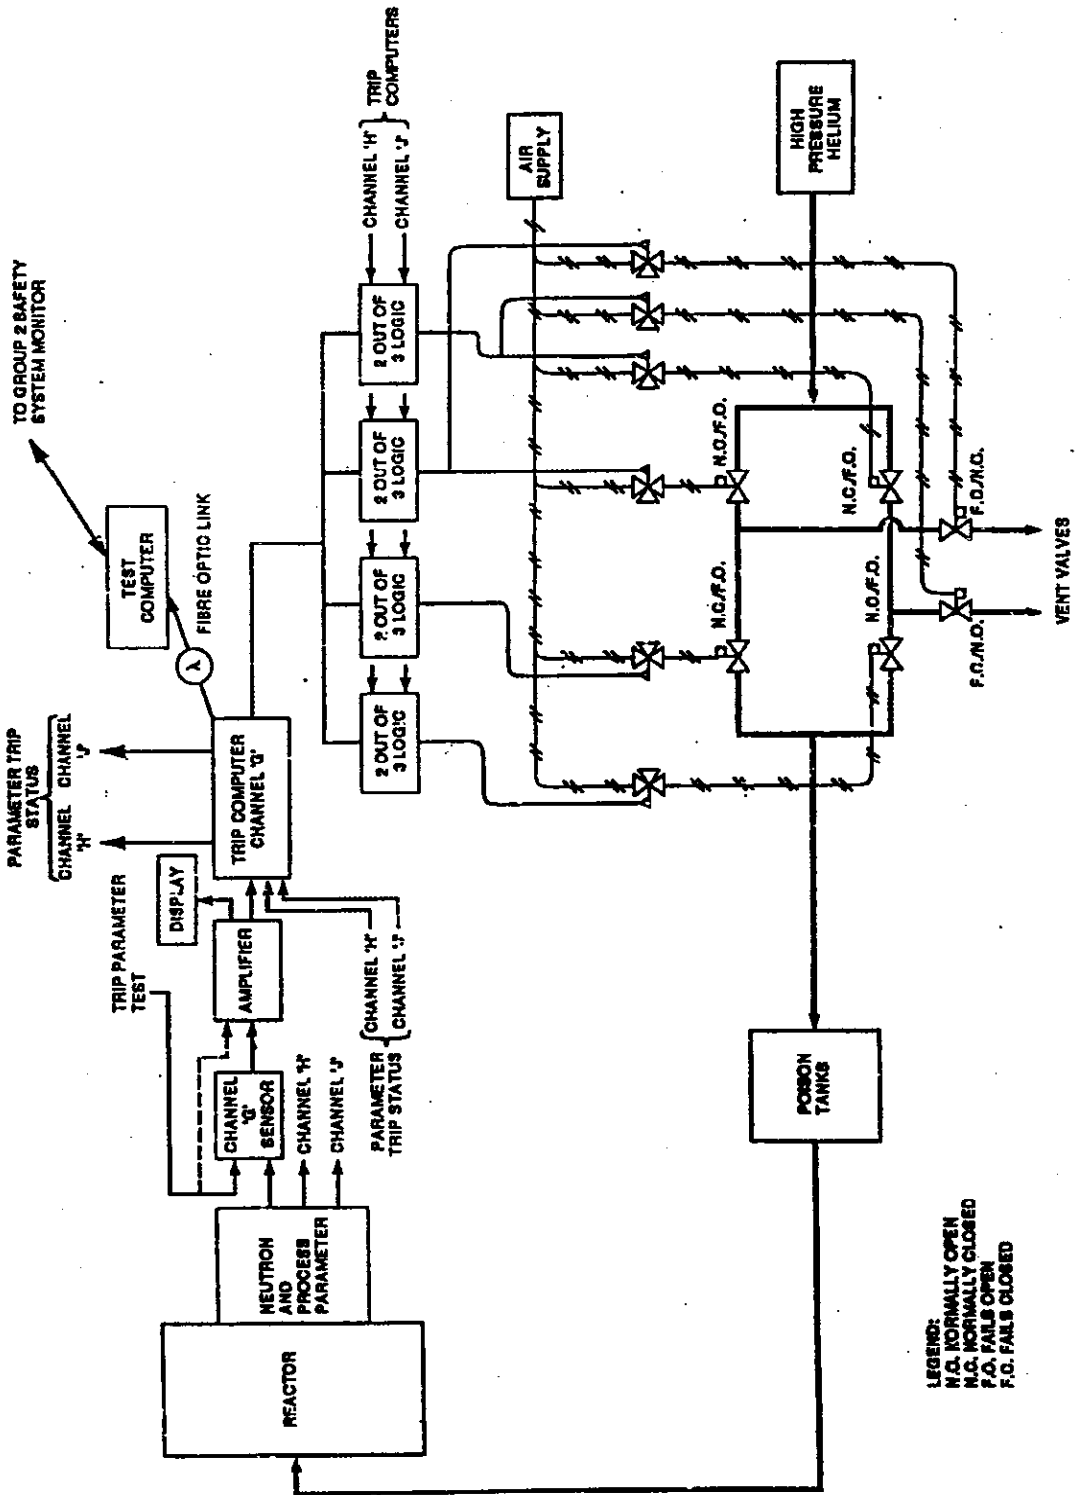 TO GROUP 2 SAFETY
SYSTEM MONITOR
TEST
COMPUTER
λ
FIBRE OPTIC LINK
PARAMETER TRIP
STATUS
CHANNEL
'H'
CHANNEL
'J'
TRIP COMPUTER
CHANNEL 'G'
DISPLAY
AMPLIFIER
TRIP PARAMETER
TEST
CHANNEL
'G'
SENSOR
CHANNEL 'H'
CHANNEL 'J'
PARAMETER
TRIP STATUS
CHANNEL 'H'
CHANNEL 'J'
NEUTRON
AND
PROCESS
PARAMETER
REACTOR
2 OUT OF
3 LOGIC
2 OUT OF
3 LOGIC
2 OUT OF
3 LOGIC
2 OUT OF
3 LOGIC
CHANNEL 'H'
CHANNEL 'J'
TRIP
COMPUTERS
AIR
SUPPLY
HIGH
PRESSURE
HELIUM
N.C./F.O.
N.C./F.O.
N.C./F.O.
N.C./F.O.
F.C./N.O.
F.C./N.O.
VENT VALVES
POISON
TANKS
LEGEND:
N.O. NORMALLY OPEN
N.C. NORMALLY CLOSED
F.O. FAILS OPEN
F.C. FAILS CLOSED